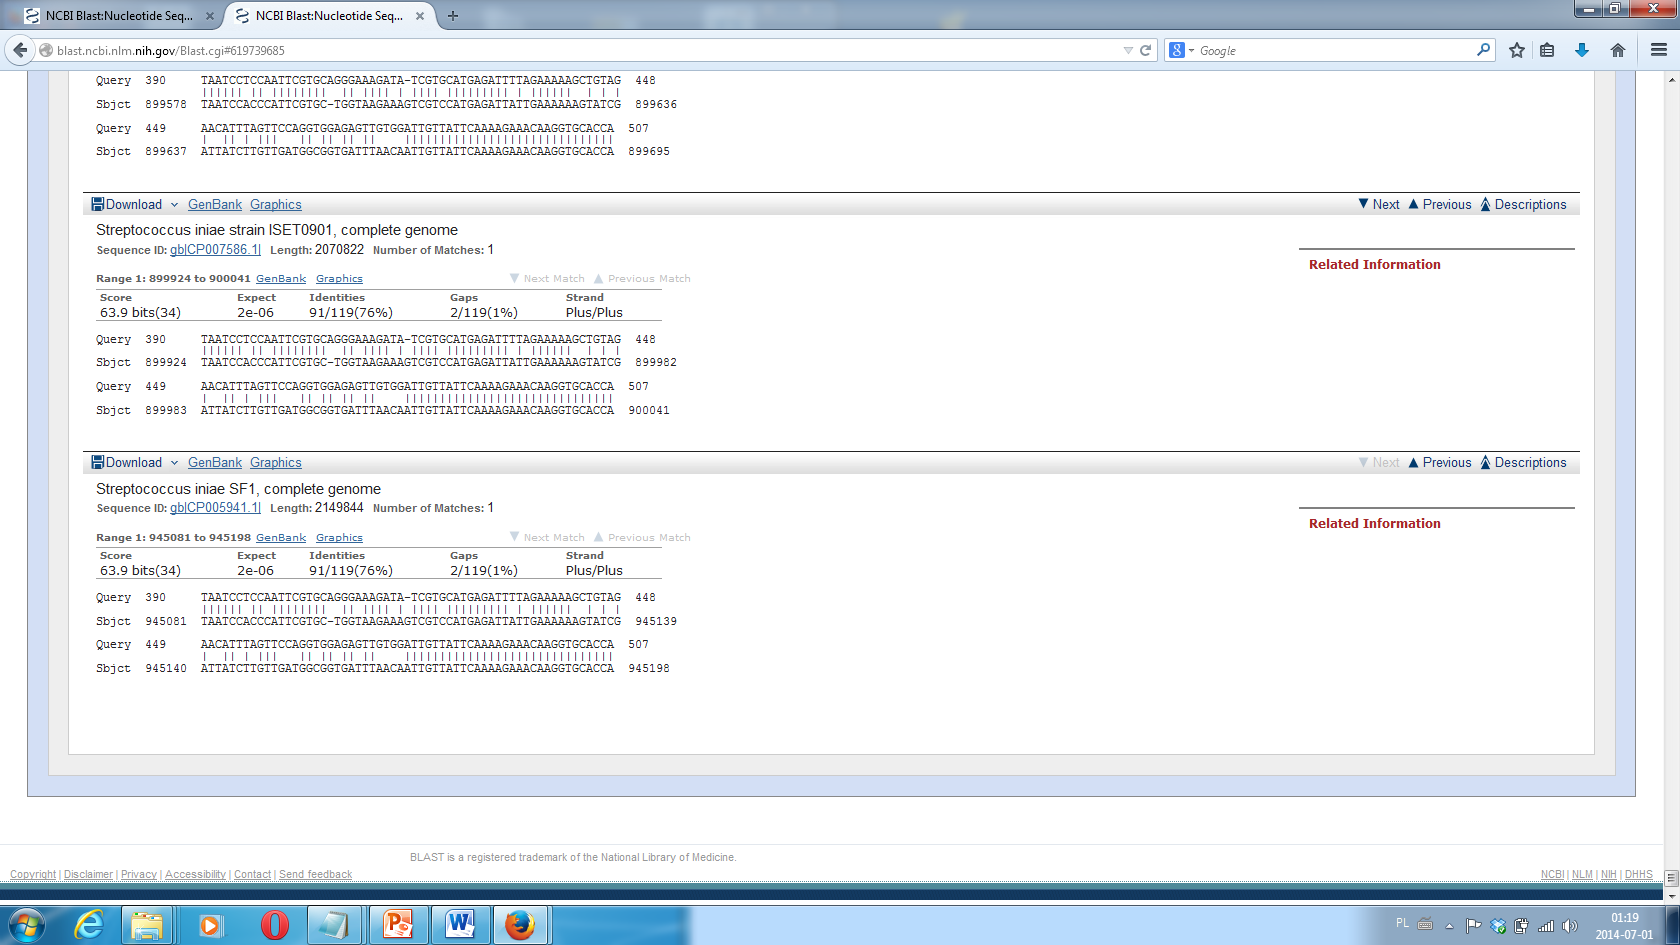 NCBI Blast:Nucleotide Seq... × NCBI Blast:Nucleotide Seq... × +
blast.ncbi.nlm.nih.gov/Blast.cgi#619739685 Google
Query 390 TAATCCTCCAATTCGTGCAGGGAAAGATA-TCGTGCATGAGATTTTAGAAAAAGCTGTAG 448
Sbjct 899578 TAATCCACCCATTCGTGC-TGGTAAGAAAGTCGTCCATGAGATTATTGAAAAAAGTATCG 899636
Query 449 AACATTTAGTTCCAGGTGGAGAGTTGTGGATTGTTATTCAAAAGAAACAAGGTGCACCA 507
Sbjct 899637 ATTATCTTGTTGATGGCGGTGATTTAACAATTGTTATTCAAAAGAAACAAGGTGCACCA 899695
Download GenBank Graphics Next Previous Descriptions
Streptococcus iniae strain ISET0901, complete genome
Sequence ID: gb|CP007586.1| Length: 2070822 Number of Matches: 1
Related Information
Range 1: 899924 to 900041 GenBank Graphics Next Match Previous Match
Score Expect Identities Gaps Strand
63.9 bits(34) 2e-06 91/119(76%) 2/119(1%) Plus/Plus
Query 390 TAATCCTCCAATTCGTGCAGGGAAAGATA-TCGTGCATGAGATTTTAGAAAAAGCTGTAG 448
Sbjct 899924 TAATCCACCCATTCGTGC-TGGTAAGAAAGTCGTCCATGAGATTATTGAAAAAAGTATCG 899982
Query 449 AACATTTAGTTCCAGGTGGAGAGTTGTGGATTGTTATTCAAAAGAAACAAGGTGCACCA 507
Sbjct 899983 ATTATCTTGTTGATGGCGGTGATTTAACAATTGTTATTCAAAAGAAACAAGGTGCACCA 900041
Download GenBank Graphics Next Previous Descriptions
Streptococcus iniae SF1, complete genome
Sequence ID: gb|CP005941.1| Length: 2149844 Number of Matches: 1
Related Information
Range 1: 945081 to 945198 GenBank Graphics Next Match Previous Match
Score Expect Identities Gaps Strand
63.9 bits(34) 2e-06 91/119(76%) 2/119(1%) Plus/Plus
Query 390 TAATCCTCCAATTCGTGCAGGGAAAGATA-TCGTGCATGAGATTTTAGAAAAAGCTGTAG 448
Sbjct 945081 TAATCCACCCATTCGTGC-TGGTAAGAAAGTCGTCCATGAGATTATTGAAAAAAGTATCG 945139
Query 449 AACATTTAGTTCCAGGTGGAGAGTTGTGGATTGTTATTCAAAAGAAACAAGGTGCACCA 507
Sbjct 945140 ATTATCTTGTTGATGGCGGTGATTTAACAATTGTTATTCAAAAGAAACAAGGTGCACCA 945198
BLAST is a registered trademark of the National Library of Medicine.
Copyright | Disclaimer | Privacy | Accessibility | Contact | Send feedback NCBI | NLM | NIH | DHHS
PL 01:19
2014-07-01